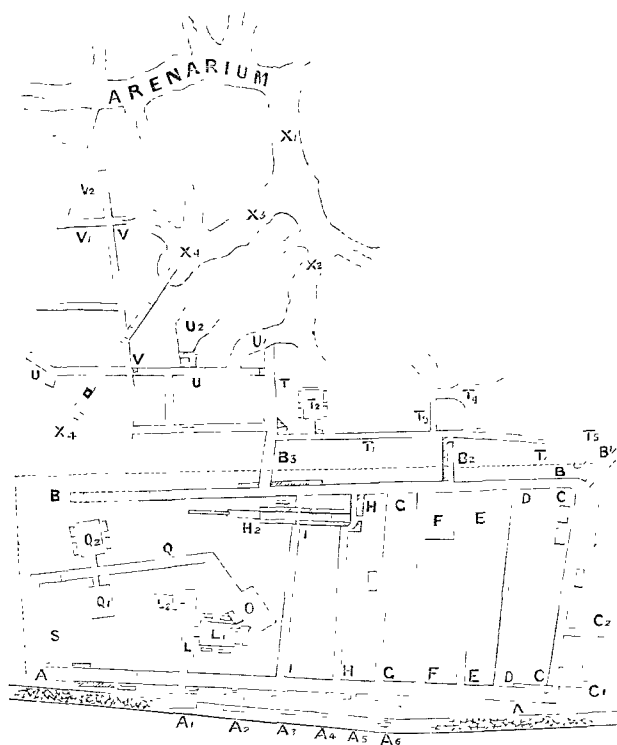 ARENARIUM
X1
V2
X3
V1 V
X4
X2
U2
U
V
U
U
T
T2
X4
T3
T4
T1
T5
B3
B2
T1
B1
B
B
H
G
F
E
D
C
H2
I
Q2
Q
Q1
O
L2
L1
C2
S
L
A
I
H
G
F
E
D
C
C1
A
A1
A2
A3
A4
A5
A6